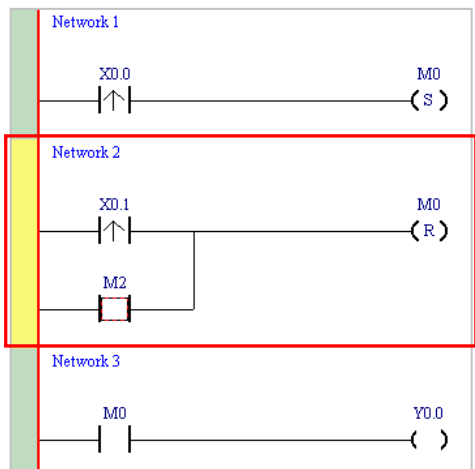 Network 1
X0.0 M0
S
Network 2
X0.1 M0
R
M2
Network 3
M0 Y0.0